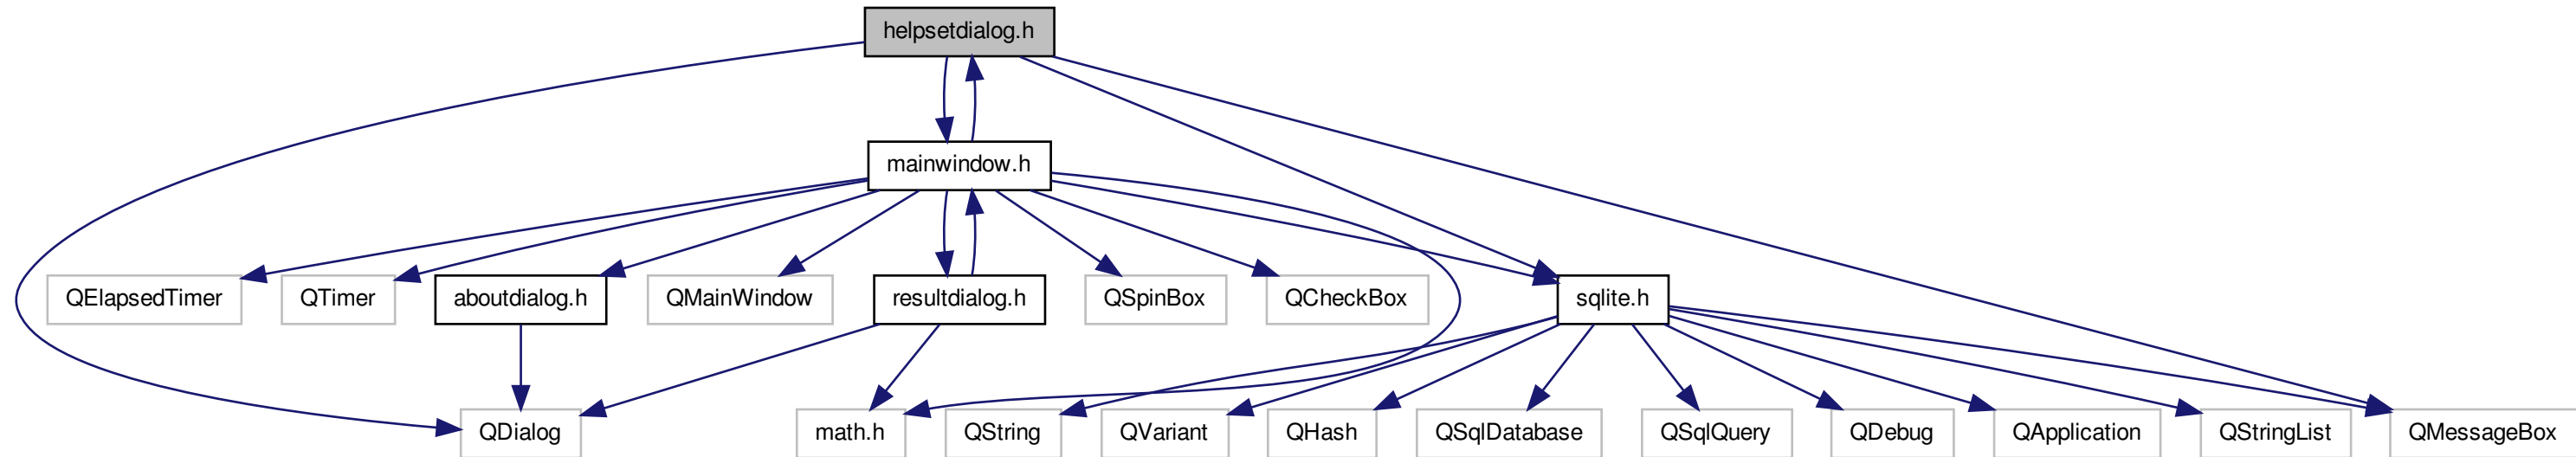 helpsetdialog.h
mainwindow.h
QElapsedTimer
QTimer
aboutdialog.h
QMainWindow
resultdialog.h
QSpinBox
QCheckBox
sqlite.h
QDialog
math.h
QString
QVariant
QHash
QSqlDatabase
QSqlQuery
QDebug
QApplication
QStringList
QMessageBox